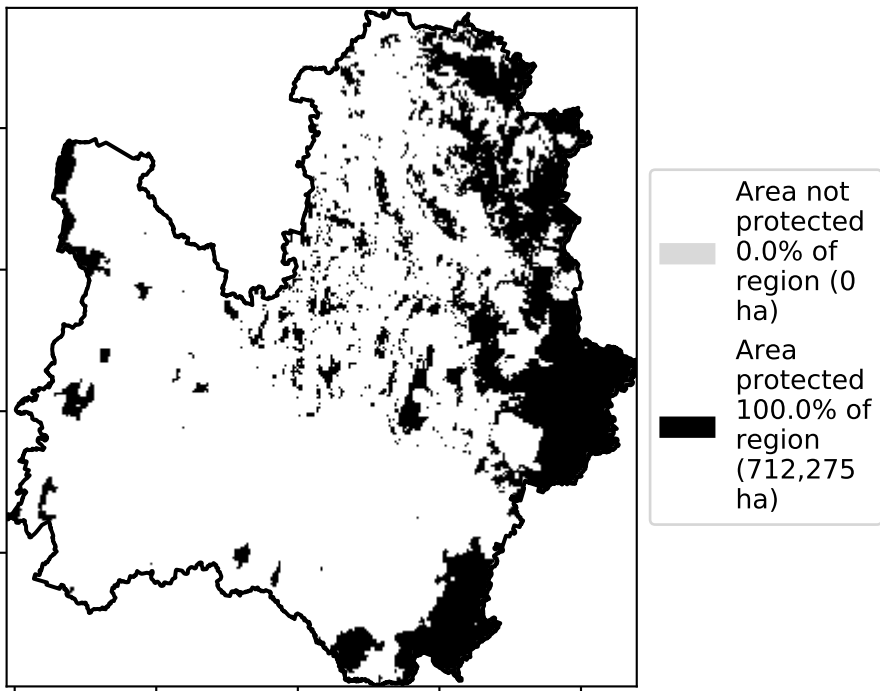 Area not
protected
0.0% of
region (0
ha)
Area
protected
100.0% of
region
(712,275
ha)